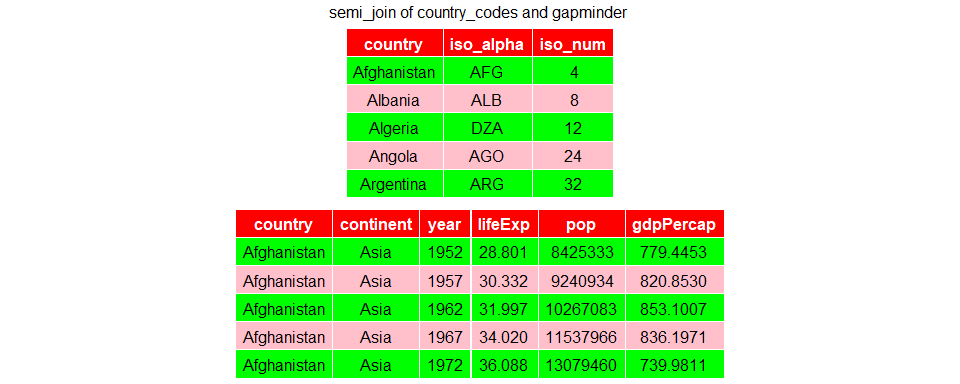 semi_join of country_codes and gapminder
country iso_alpha iso_num
Afghanistan AFG 4
Albania ALB 8
Algeria DZA 12
Angola AGO 24
Argentina ARG 32
country continent year lifeExp pop gdpPercap
Afghanistan Asia 1952 28.801 8425333 779.4453
Afghanistan Asia 1957 30.332 9240934 820.8530
Afghanistan Asia 1962 31.997 10267083 853.1007
Afghanistan Asia 1967 34.020 11537966 836.1971
Afghanistan Asia 1972 36.088 13079460 739.9811